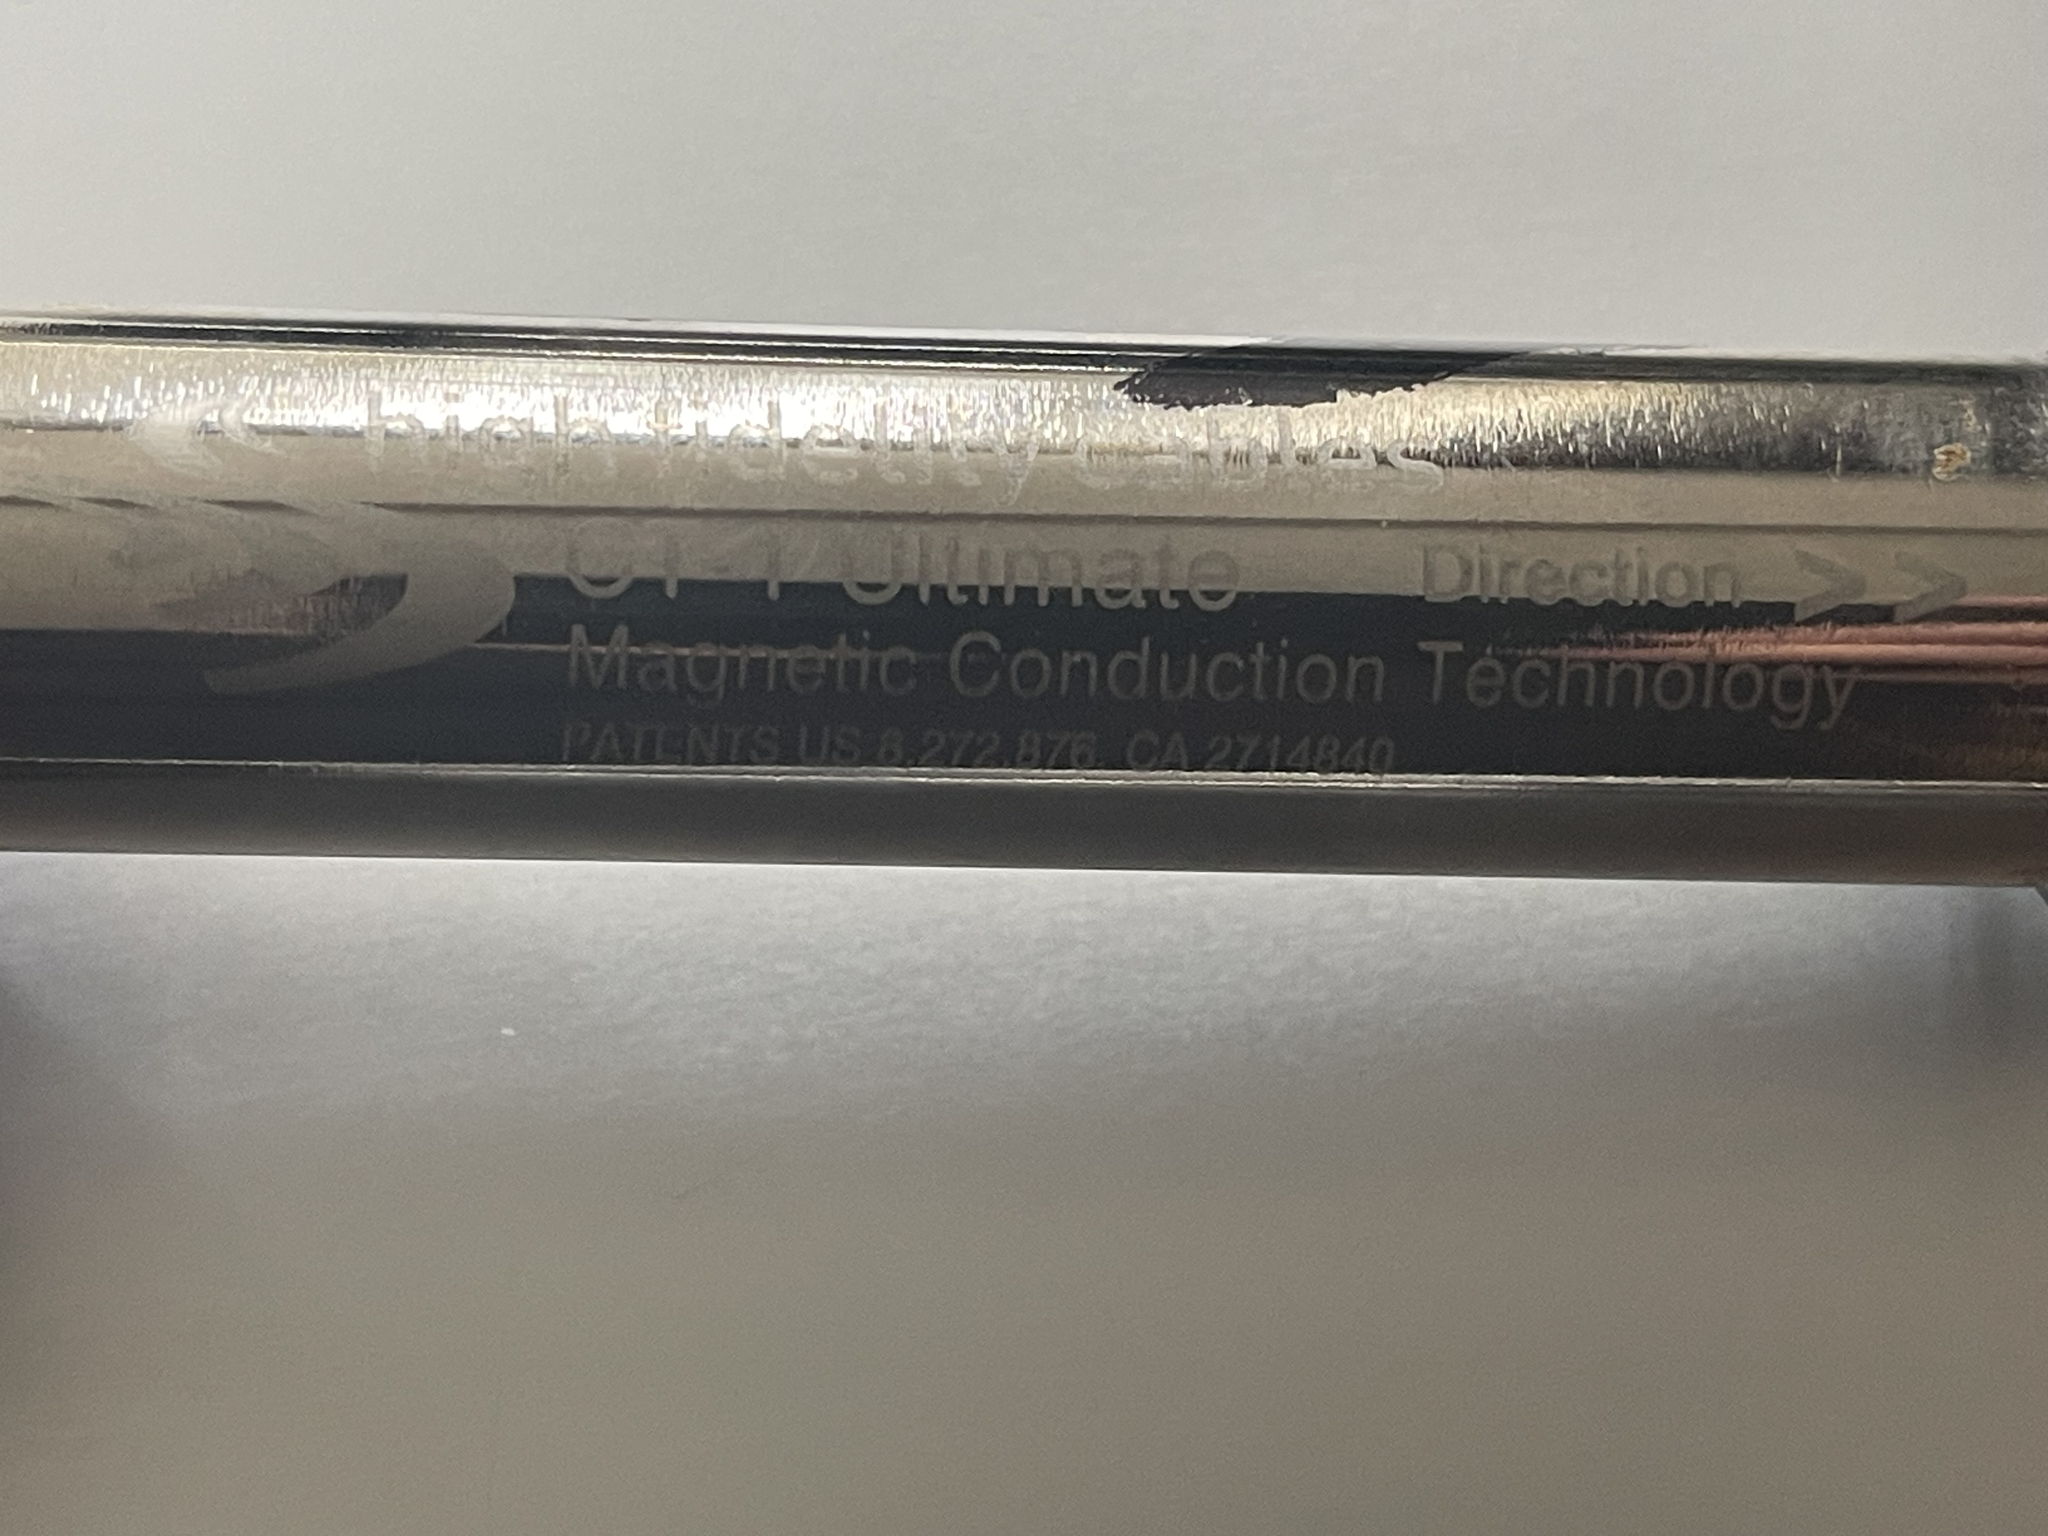 high fidelity cables
CT-1 Ultimate Direction >>
Magnetic Conduction Technology
PATENTS US 8,272,876 CA 2714840